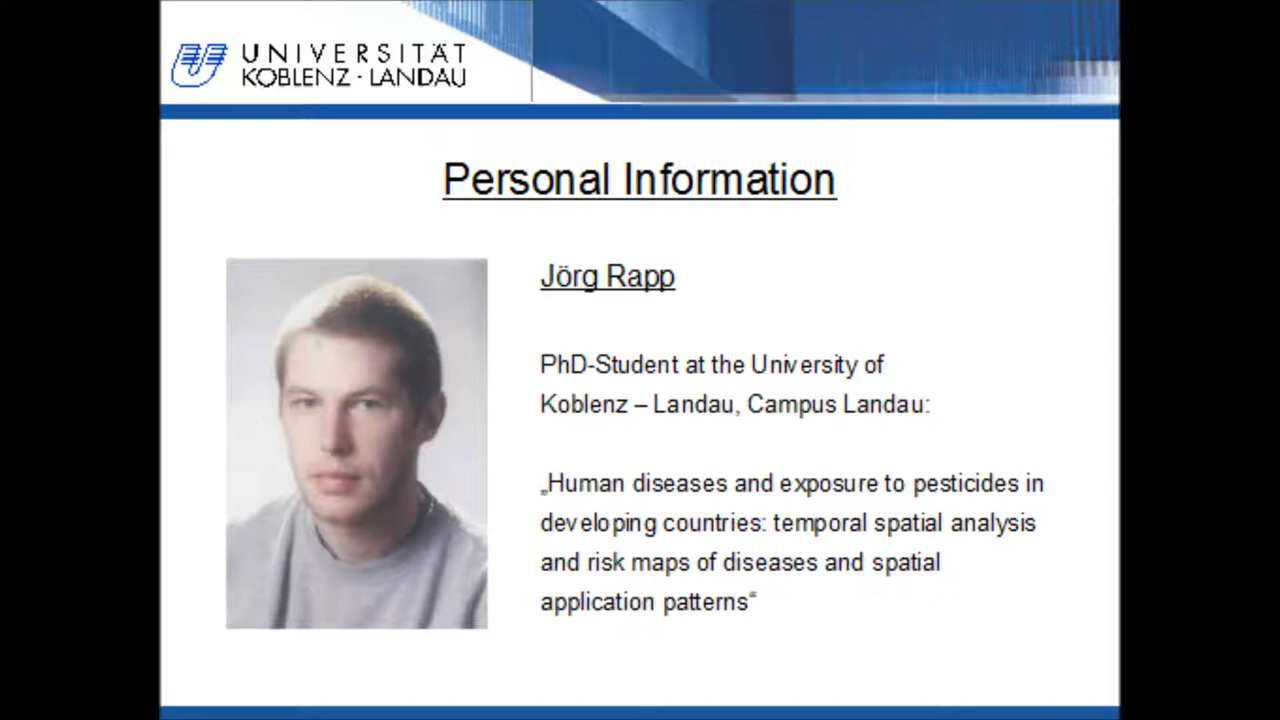 UNIVERSITÄT
KOBLENZ · LANDAU
Personal Information
Jörg Rapp
PhD-Student at the University of
Koblenz – Landau, Campus Landau:
„Human diseases and exposure to pesticides in
developing countries: temporal spatial analysis
and risk maps of diseases and spatial
application patterns“